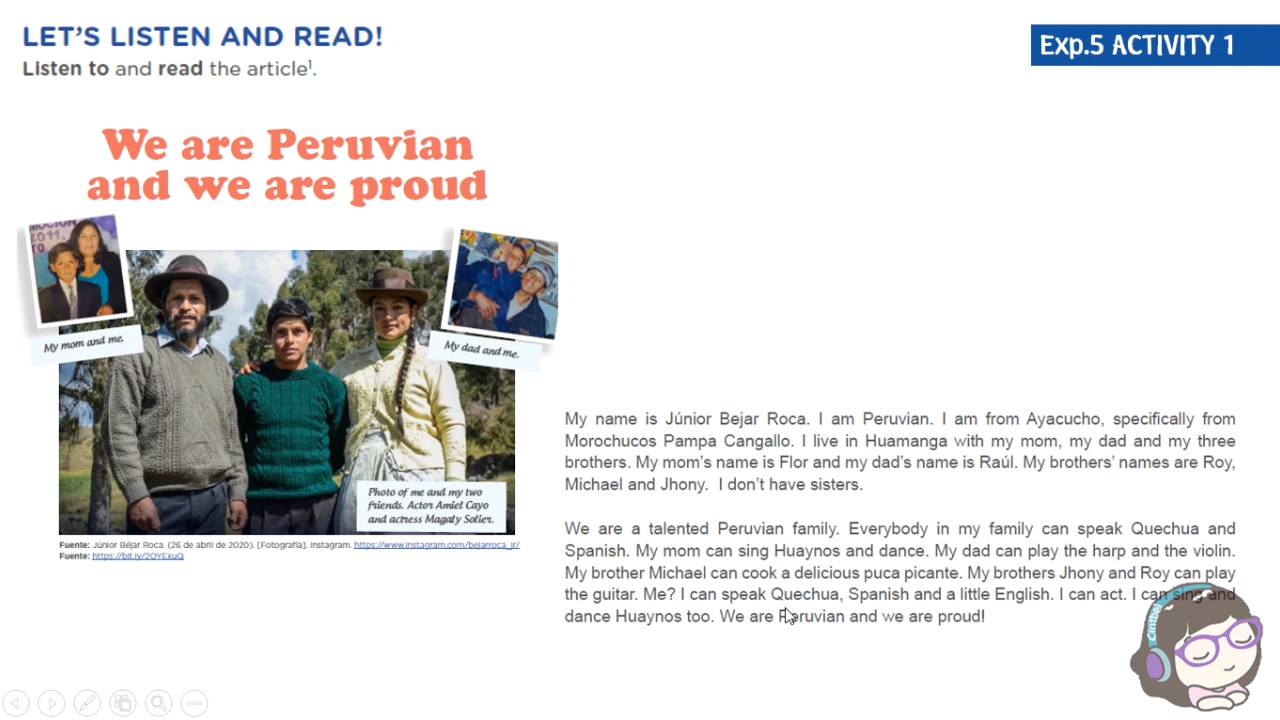 LET'S LISTEN AND READ!
Listen to and read the article¹.
Exp.5 ACTIVITY 1
We are Peruvian
and we are proud
MOCIÓN
2011,
TO
My mom and me.
My dad and me.
Photo of me and my two
friends. Actor Amiel Cayo
and actress Magaly Solier.
Fuente: Júnior Béjar Roca. (26 de abril de 2020). [Fotografía]. Instagram. https://www.instagram.com/bejarroca_jr/
Fuente: https://bit.ly/2OYExuQ
My name is Júnior Bejar Roca. I am Peruvian. I am from Ayacucho, specifically from
Morochucos Pampa Cangallo. I live in Huamanga with my mom, my dad and my three
brothers. My mom's name is Flor and my dad's name is Raúl. My brothers' names are Roy,
Michael and Jhony. I don't have sisters.
We are a talented Peruvian family. Everybody in my family can speak Quechua and
Spanish. My mom can sing Huaynos and dance. My dad can play the harp and the violin.
My brother Michael can cook a delicious puca picante. My brothers Jhony and Roy can play
the guitar. Me? I can speak Quechua, Spanish and a little English. I can act. I can sing and
dance Huaynos too. We are Peruvian and we are proud!
Cintbel